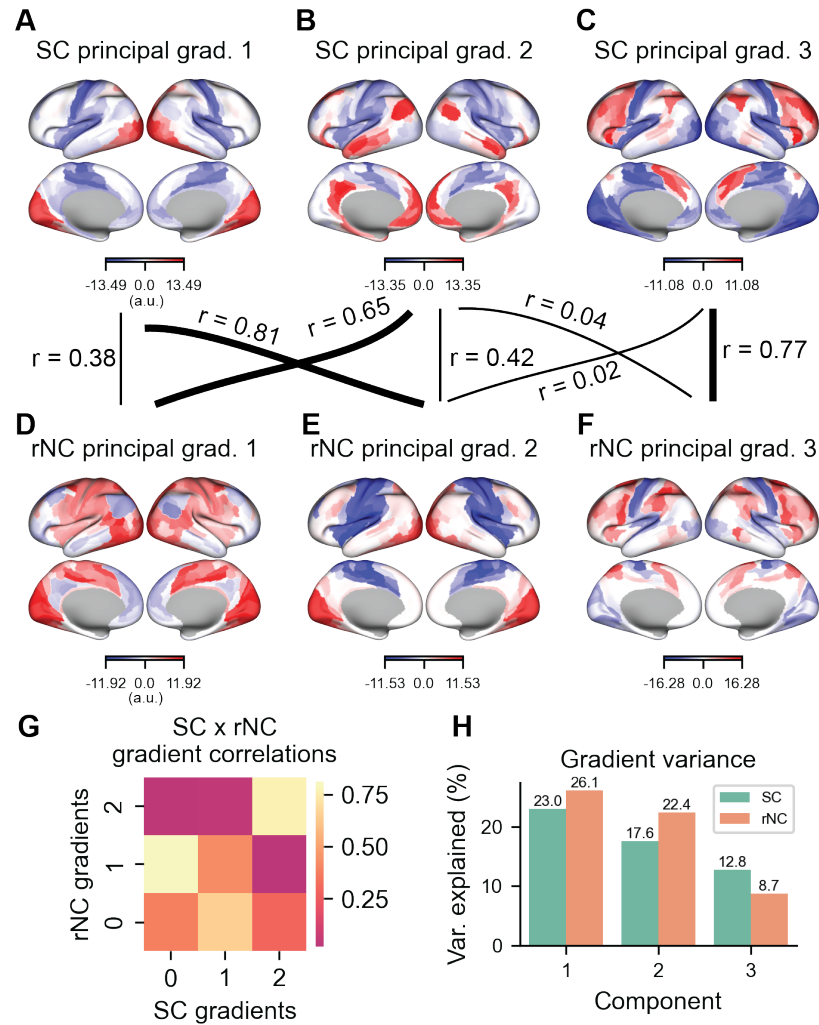 A
B
C
SC principal grad. 1
SC principal grad. 2
SC principal grad. 3
-13.49 0.0 13.49
(a.u.)
-13.35 0.0 13.35
-11.08 0.0 11.08
r = 0.38
r = 0.81
r = 0.65
r = 0.42
r = 0.04
r = 0.02
r = 0.77
D
E
F
rNC principal grad. 1
rNC principal grad. 2
rNC principal grad. 3
-11.92 0.0 11.92
(a.u.)
-11.53 0.0 11.53
-16.28 0.0 16.28
G
SC x rNC
gradient correlations
rNC gradients
2
1
0
0 1 2
SC gradients
0.75
0.50
0.25
H
Gradient variance
Var. explained (%)
20
10
0
23.0
26.1
17.6
22.4
12.8
8.7
SC
rNC
1 2 3
Component